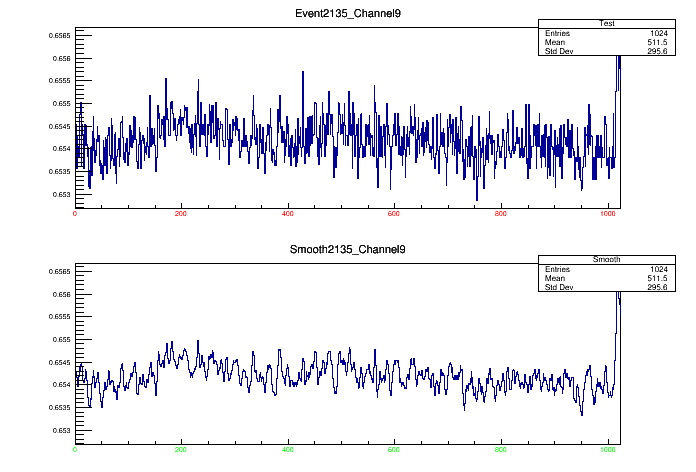 Event2135_Channel9
Test
Entries 1024
Mean 511.5
Std Dev 295.6
0.6565
0.656
0.6555
0.655
0.6545
0.654
0.6535
0.653
0 200 400 600 800 1000
Smooth2135_Channel9
Smooth
Entries 1024
Mean 511.5
Std Dev 295.6
0.6565
0.656
0.6555
0.655
0.6545
0.654
0.6535
0.653
0 200 400 600 800 1000